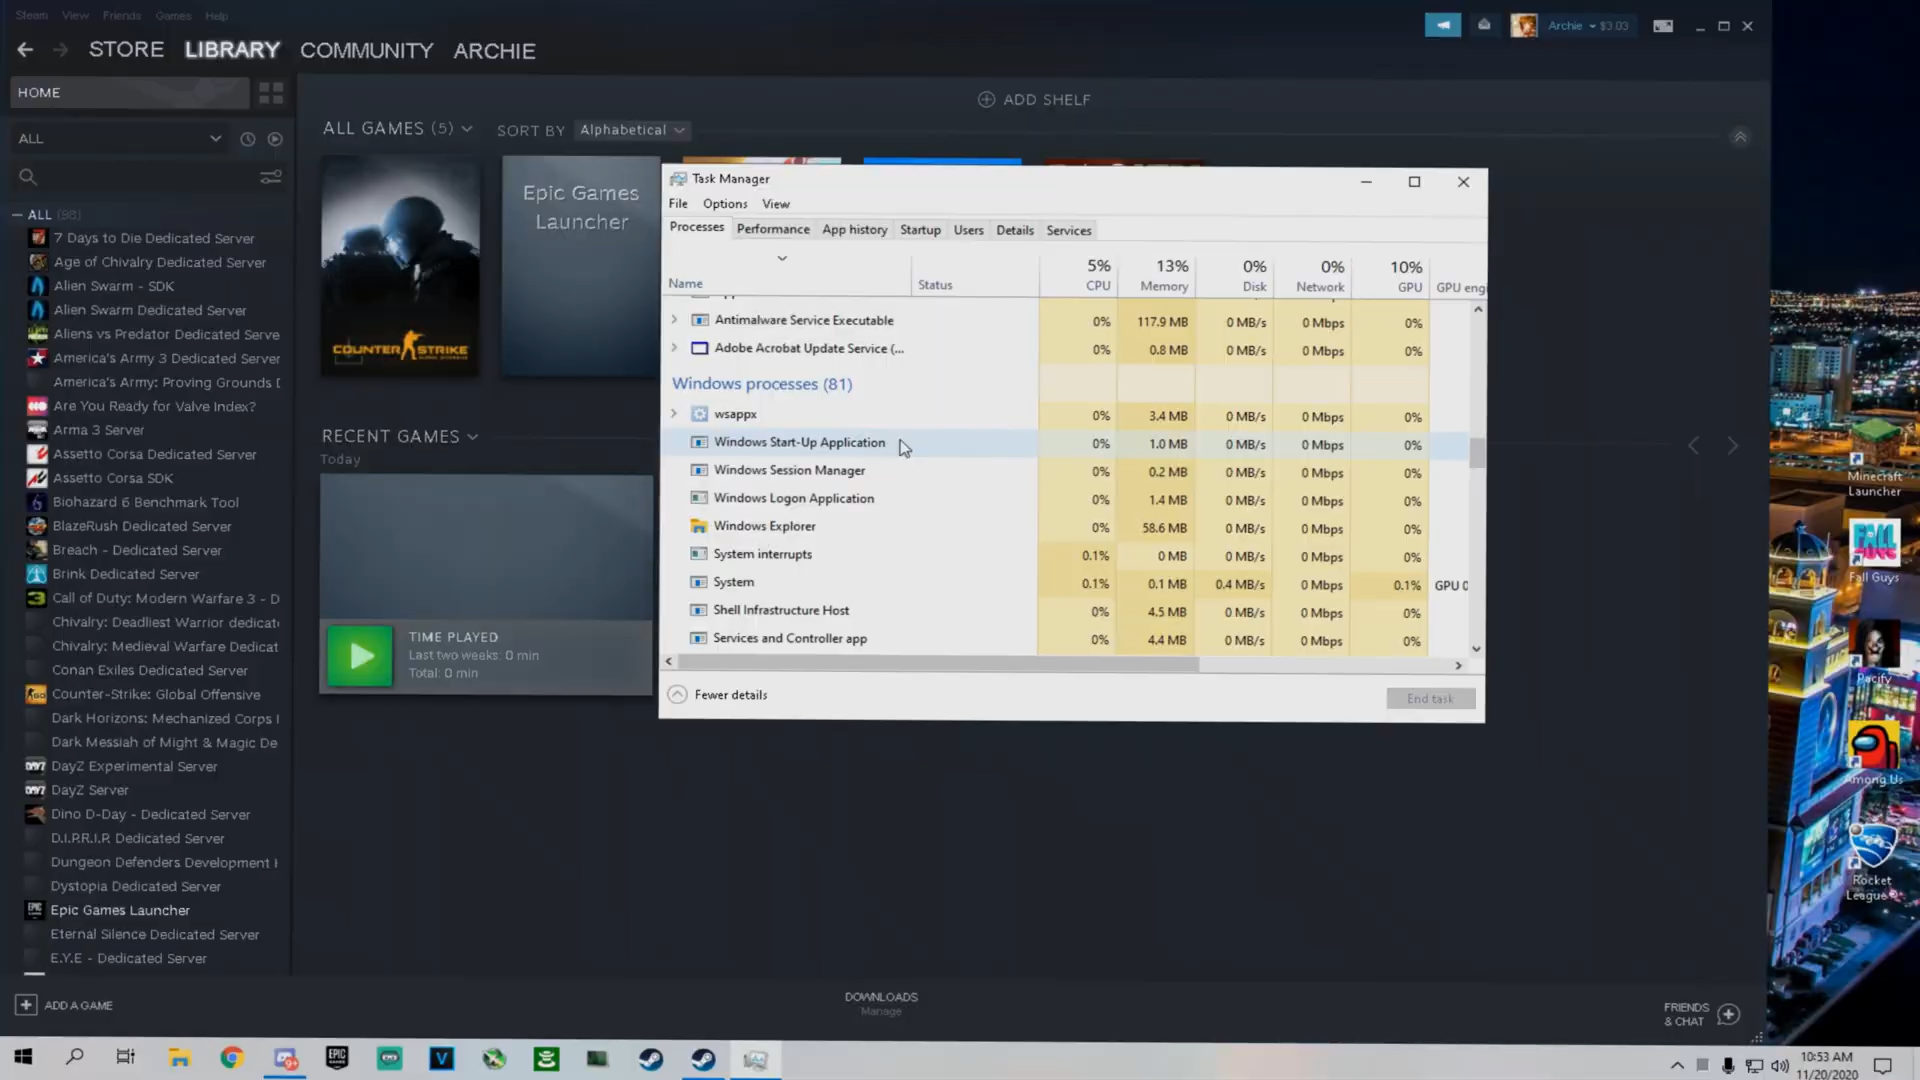 Steam View Friends Games Help
Archie $3.03
STORE LIBRARY COMMUNITY ARCHIE
HOME
ADD SHELF
ALL
ALL GAMES (5) SORT BY Alphabetical
ALL (98)
7 Days to Die Dedicated Server
Age of Chivalry Dedicated Server
Alien Swarm - SDK
Alien Swarm Dedicated Server
Aliens vs Predator Dedicated Serve
America's Army 3 Dedicated Server
America's Army: Proving Grounds D
Are You Ready for Valve Index?
Arma 3 Server
Assetto Corsa Dedicated Server
Assetto Corsa SDK
Biohazard 6 Benchmark Tool
BlazeRush Dedicated Server
Breach - Dedicated Server
Brink Dedicated Server
Call of Duty: Modern Warfare 3 - D
Chivalry: Deadliest Warrior dedicat
Chivalry: Medieval Warfare Dedicat
Conan Exiles Dedicated Server
Counter-Strike: Global Offensive
Dark Horizons: Mechanized Corps
Dark Messiah of Might & Magic De
DayZ Experimental Server
DayZ Server
Dino D-Day - Dedicated Server
D.I.P.R.I.P. Dedicated Server
Dungeon Defenders Development
Dystopia Dedicated Server
Epic Games Launcher
Eternal Silence Dedicated Server
E.Y.E - Dedicated Server
ADD A GAME
COUNTER STRIKE
Epic Games
Launcher
RECENT GAMES
Today
TIME PLAYED
Last two weeks: 0 min
Total: 0 min
Task Manager
File Options View
Processes Performance App history Startup Users Details Services
5% 13% 0% 0% 10%
Name Status CPU Memory Disk Network GPU GPU engi
Antimalware Service Executable 0% 117.9 MB 0 MB/s 0 Mbps 0%
Adobe Acrobat Update Service (... 0% 0.8 MB 0 MB/s 0 Mbps 0%
Windows processes (81)
wsappx 0% 3.4 MB 0 MB/s 0 Mbps 0%
Windows Start-Up Application 0% 1.0 MB 0 MB/s 0 Mbps 0%
Windows Session Manager 0% 0.2 MB 0 MB/s 0 Mbps 0%
Windows Logon Application 0% 1.4 MB 0 MB/s 0 Mbps 0%
Windows Explorer 0% 58.6 MB 0 MB/s 0 Mbps 0%
System interrupts 0.1% 0 MB 0 MB/s 0 Mbps 0%
System 0.1% 0.1 MB 0.4 MB/s 0 Mbps 0.1% GPU 0
Shell Infrastructure Host 0% 4.5 MB 0 MB/s 0 Mbps 0%
Services and Controller app 0% 4.4 MB 0 MB/s 0 Mbps 0%
Fewer details
End task
DOWNLOADS
Manage
FRIENDS
& CHAT
Minecraft
Launcher
FALL
GUYS
Fall Guys
Pacify
Among Us
Rocket
League®
EPIC
GAMES
10:53 AM
11/20/2020